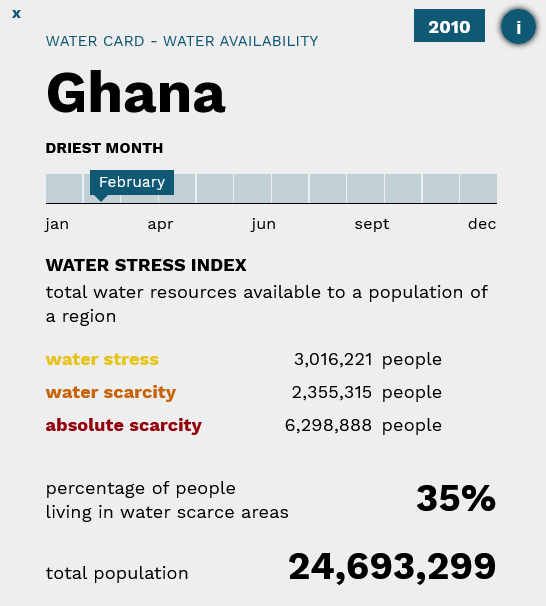 x
2010
i
WATER CARD - WATER AVAILABILITY
Ghana
DRIEST MONTH
February
jan apr jun sept dec
WATER STRESS INDEX
total water resources available to a population of
a region
water stress 3,016,221 people
water scarcity 2,355,315 people
absolute scarcity 6,298,888 people
percentage of people
living in water scarce areas 35%
total population 24,693,299